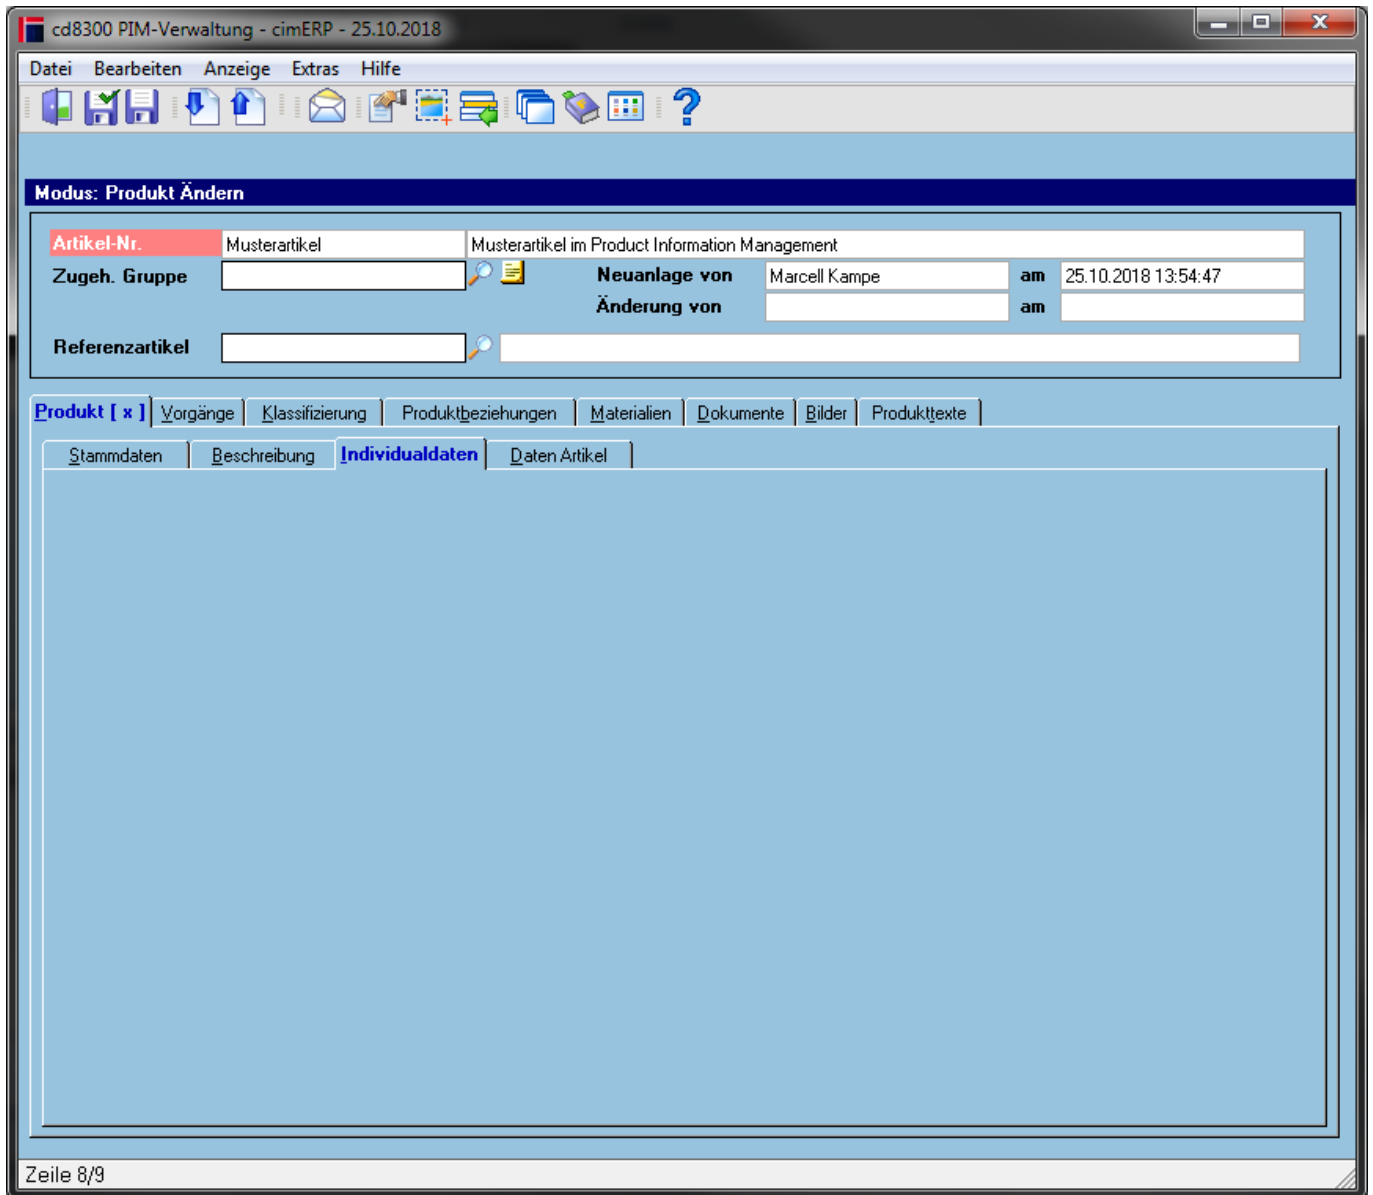 cd8300 PIM-Verwaltung - cimERP - 25.10.2018
Datei Bearbeiten Anzeige Extras Hilfe
Modus: Produkt Ändern
Artikel-Nr. Musterartikel Musterartikel im Product Information Management
Zugeh. Gruppe Neuanlage von Marcell Kampe am 25.10.2018 13:54:47
Änderung von am
Referenzartikel
Produkt [ x ] Vorgänge Klassifizierung Produktbeziehungen Materialien Dokumente Bilder Produkttexte
Stammdaten Beschreibung Individualdaten Daten Artikel
Zeile 8/9